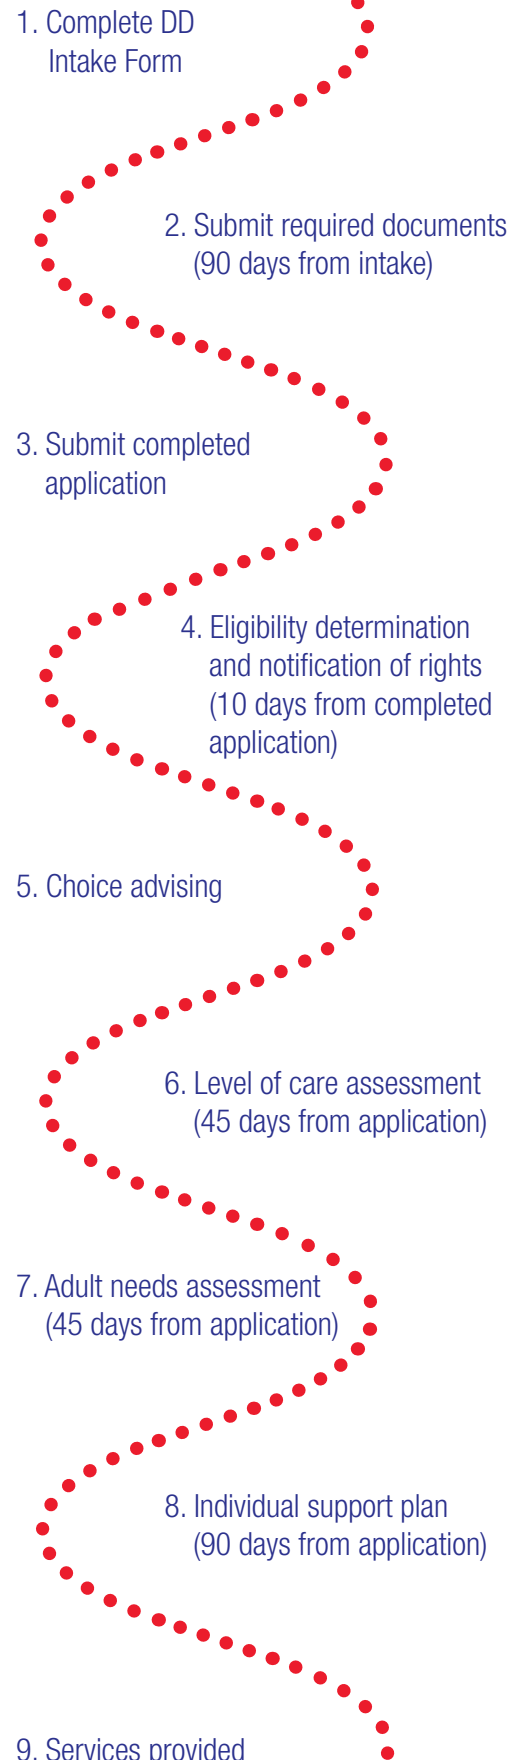 1. Complete DD
Intake Form
2. Submit required documents
(90 days from intake)
3. Submit completed
application
4. Eligibility determination
and notification of rights
(10 days from completed
application)
5. Choice advising
6. Level of care assessment
(45 days from application)
7. Adult needs assessment
(45 days from application)
8. Individual support plan
(90 days from application)
9. Services provided